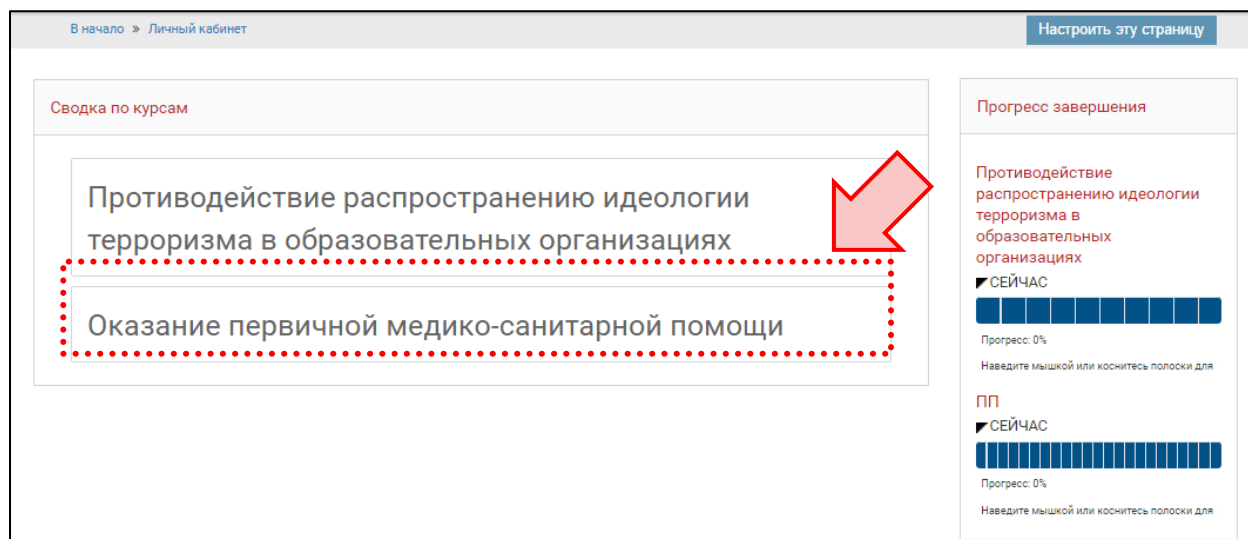 В начало » Личный кабинет
Настроить эту страницу
Сводка по курсам
Противодействие распространению идеологии
терроризма в образовательных организациях
Оказание первичной медико-санитарной помощи
Прогресс завершения
Противодействие
распространению идеологии
терроризма в
образовательных
организациях
СЕЙЧАС
Прогресс: 0%
Наведите мышкой или коснитесь полоски для
ПП
СЕЙЧАС
Прогресс: 0%
Наведите мышкой или коснитесь полоски для